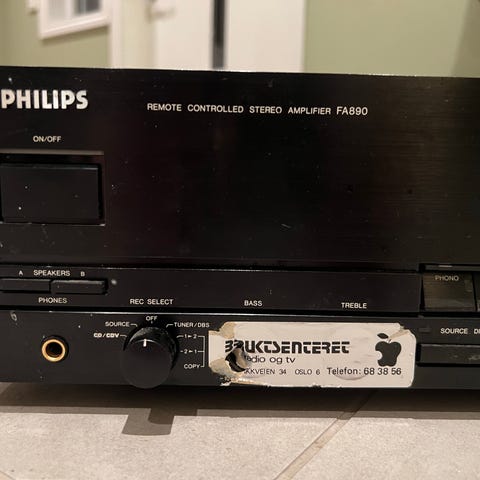 PHILIPS
REMOTE CONTROLLED STEREO AMPLIFIER FA890
ON/OFF
A SPEAKERS B
PHONO
PHONES
REC SELECT
BASS
TREBLE
OFF
SOURCE
TUNER/DBS
CD/CDV
1►2
2►1
COPY
SOURCE
BRUKTSENTERET
radio og tv
34 OSLO 6 Telefon: 68 38 56